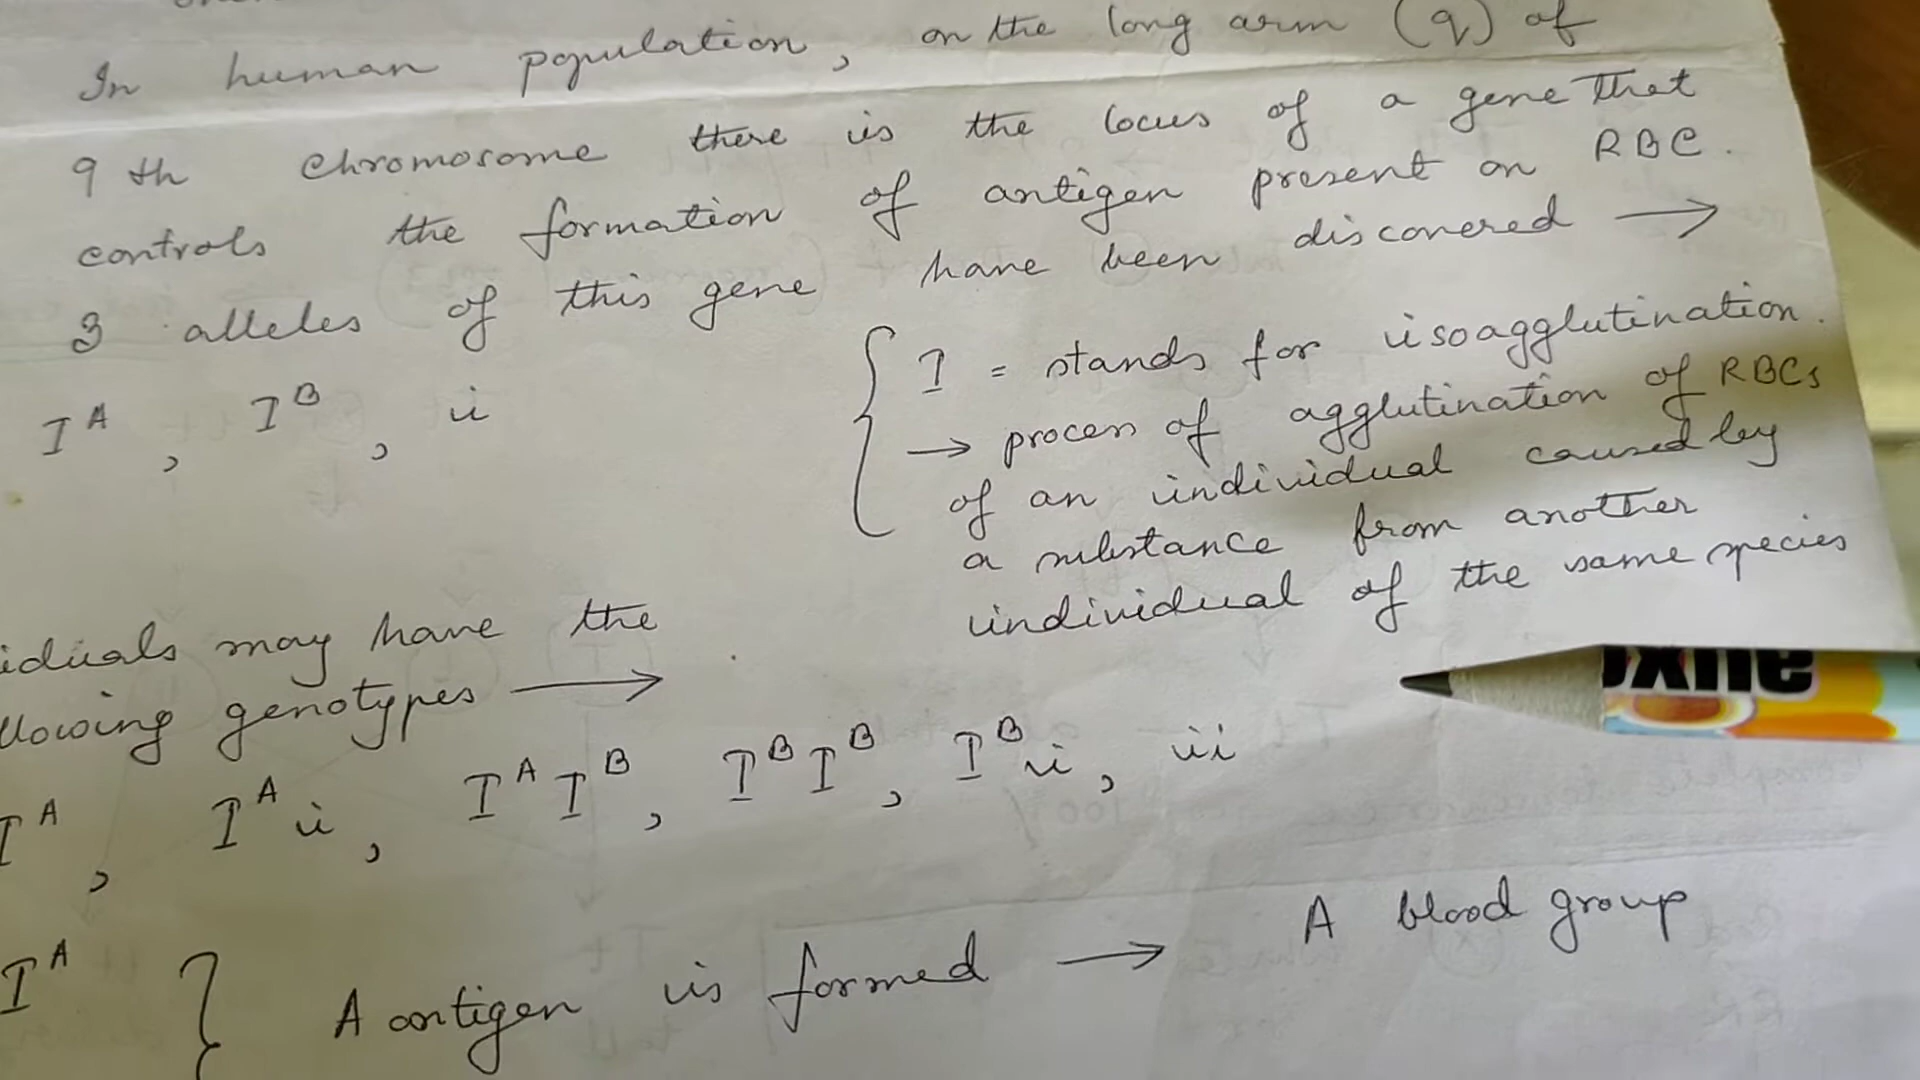 In human population, on the long arm (q) of
9 th chromosome there is the locus of a gene that
controls the formation of antigen present on RBC.
3 alleles of this gene have been discovered →
I^A, I^B, i
{ I = stands for isoagglutination.
→ process of agglutination of RBCs
of an individual caused by
a substance from another
individual of the same species
iduals may have the
llowing genotypes →
I^A, I^A i, I^A I^B, I^B I^B, I^B i, ii
I^A } A antigen is formed → A blood group